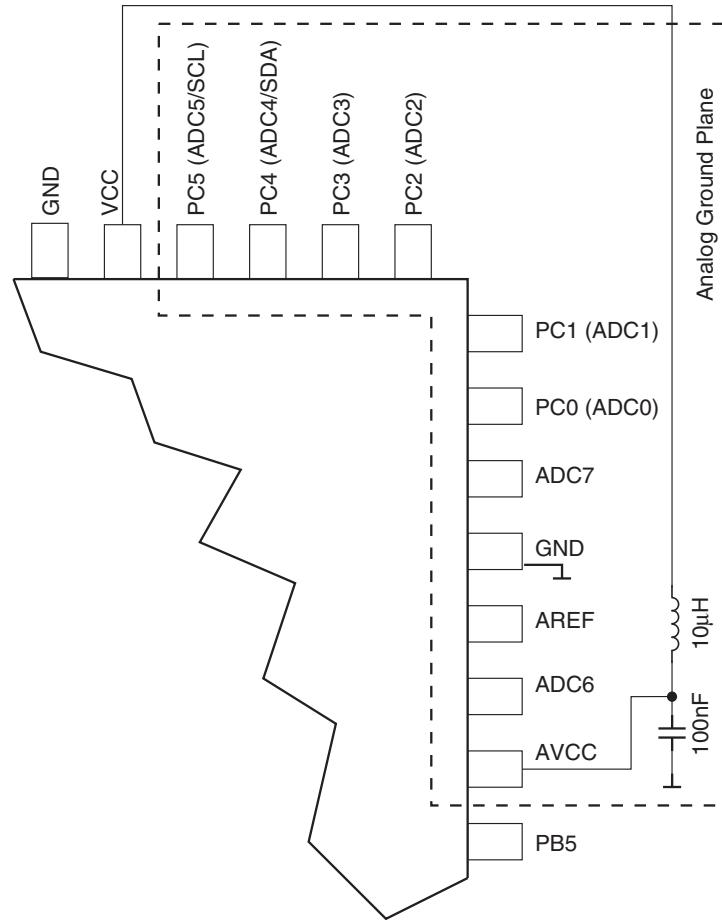 GND
VCC
PC5 (ADC5/SCL)
PC4 (ADC4/SDA)
PC3 (ADC3)
PC2 (ADC2)
Analog Ground Plane
PC1 (ADC1)
PC0 (ADC0)
ADC7
GND
AREF
10µH
ADC6
AVCC
100nF
PB5